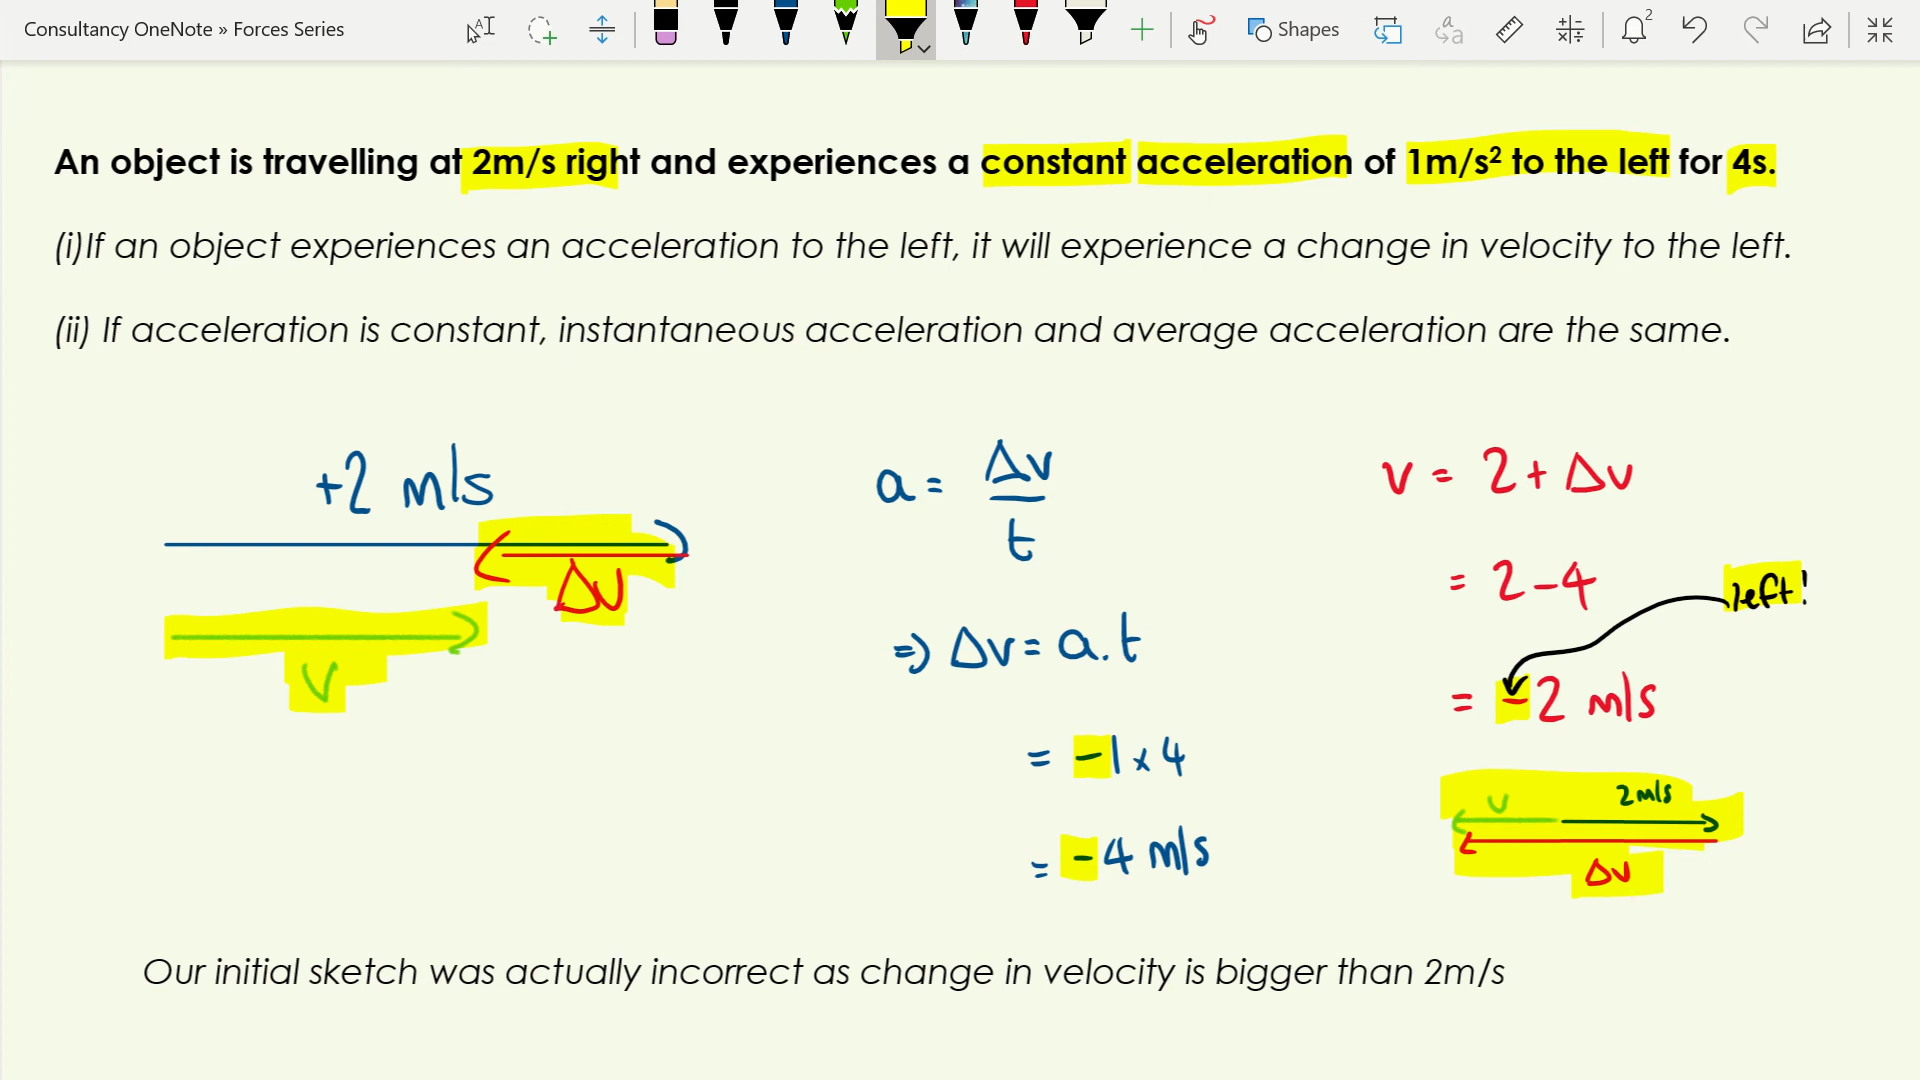 Consultancy OneNote » Forces Series
Shapes
2
An object is travelling at 2m/s right and experiences a constant acceleration of 1m/s² to the left for 4s.
(i)If an object experiences an acceleration to the left, it will experience a change in velocity to the left.
(ii) If acceleration is constant, instantaneous acceleration and average acceleration are the same.
+2 m/s
Δv
v
a = Δv/t
⇒ Δv = a.t
= -1 × 4
= -4 m/s
v = 2 + Δv
= 2 - 4
left!
= -2 m/s
v 2m/s
Δv
Our initial sketch was actually incorrect as change in velocity is bigger than 2m/s